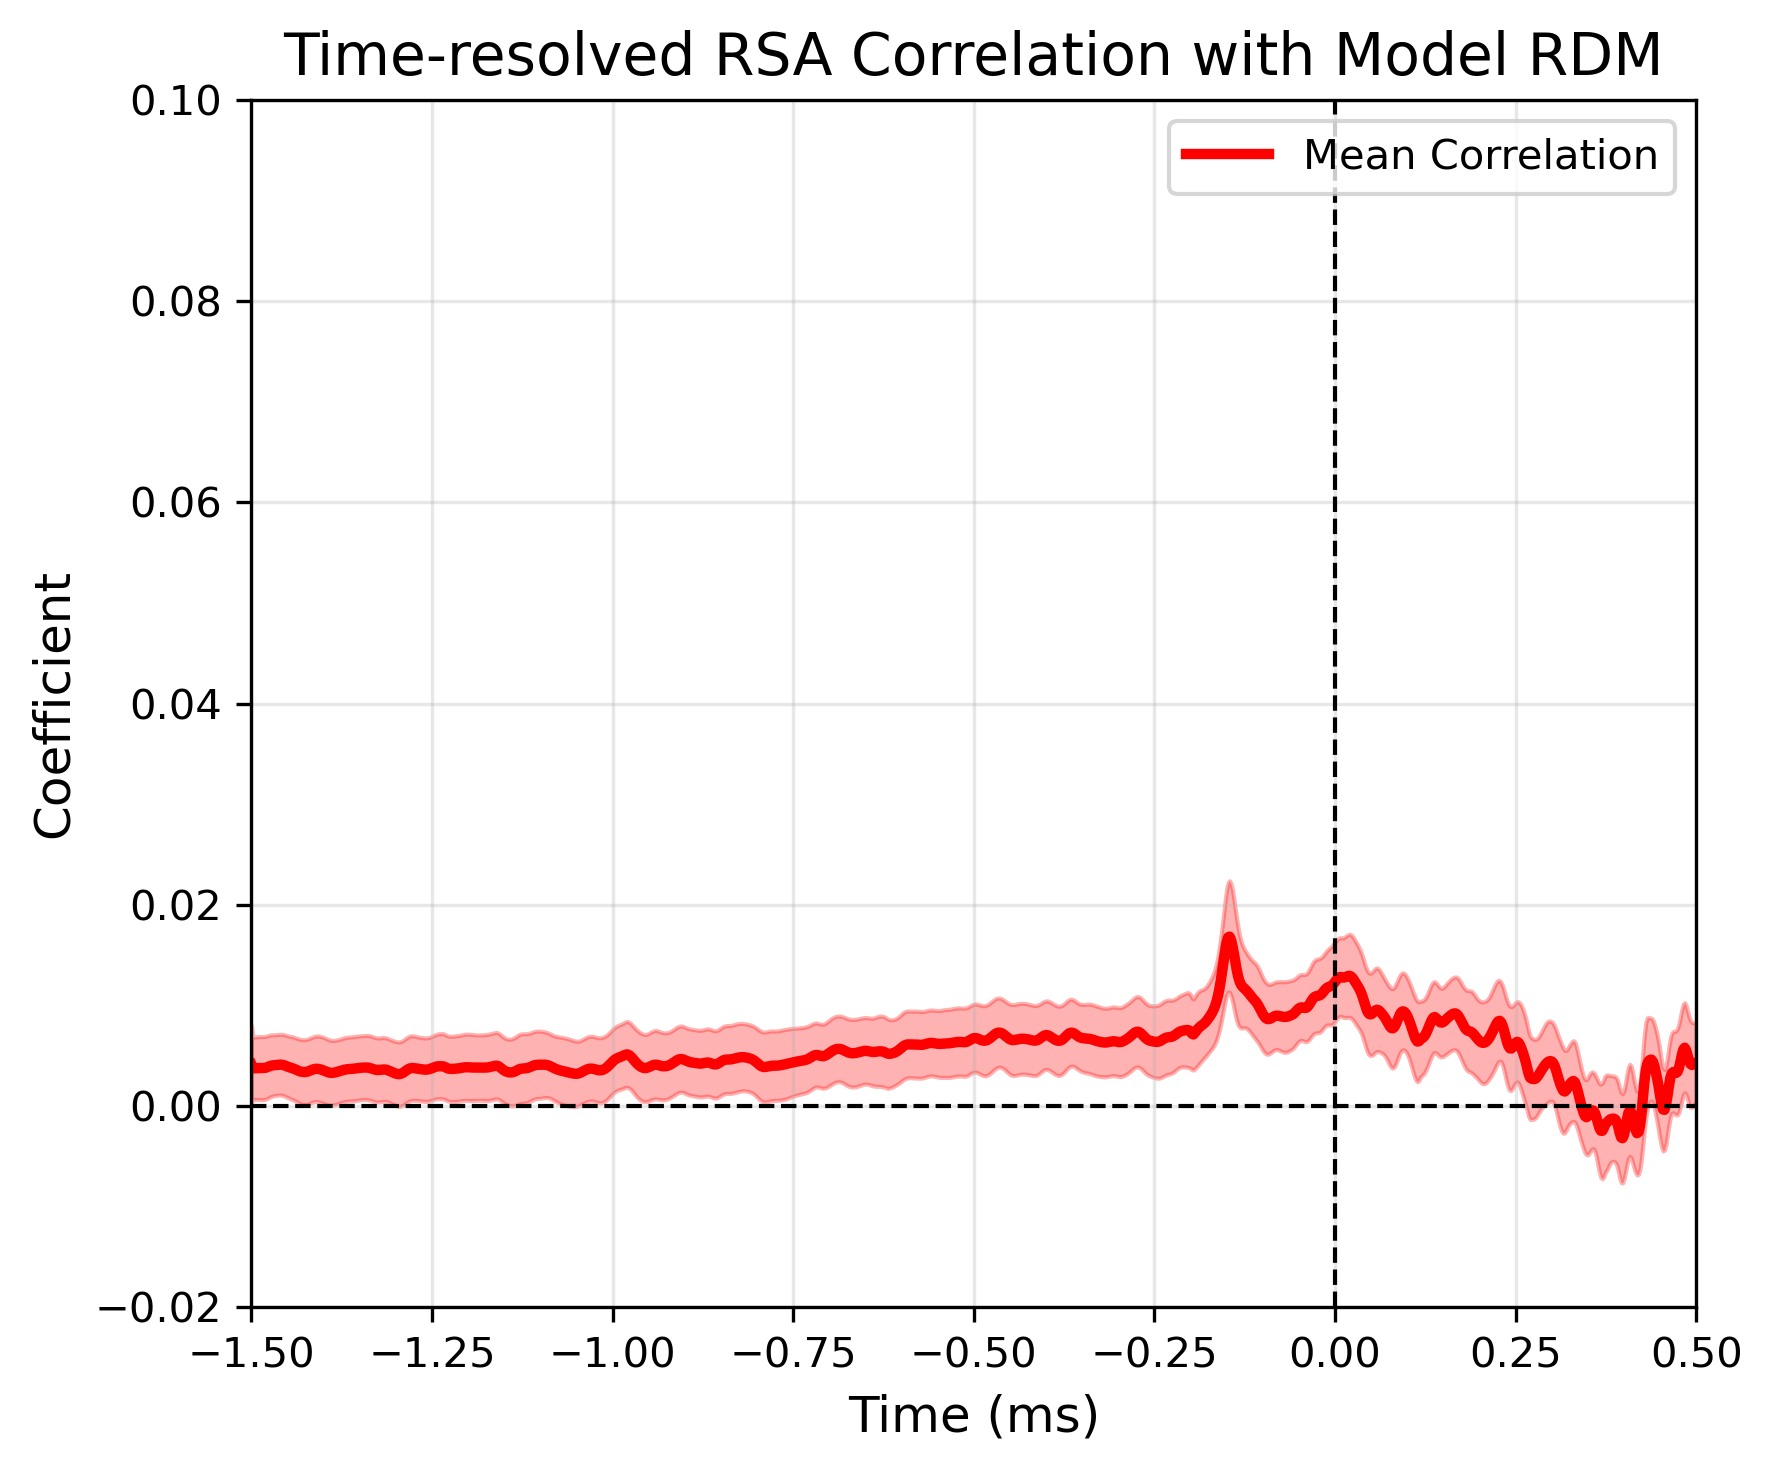 Time-resolved RSA Correlation with Model RDM
0.10
0.08
0.06
0.04
0.02
0.00
−0.02
Coefficient
Mean Correlation
−1.50 −1.25 −1.00 −0.75 −0.50 −0.25 0.00 0.25 0.50
Time (ms)